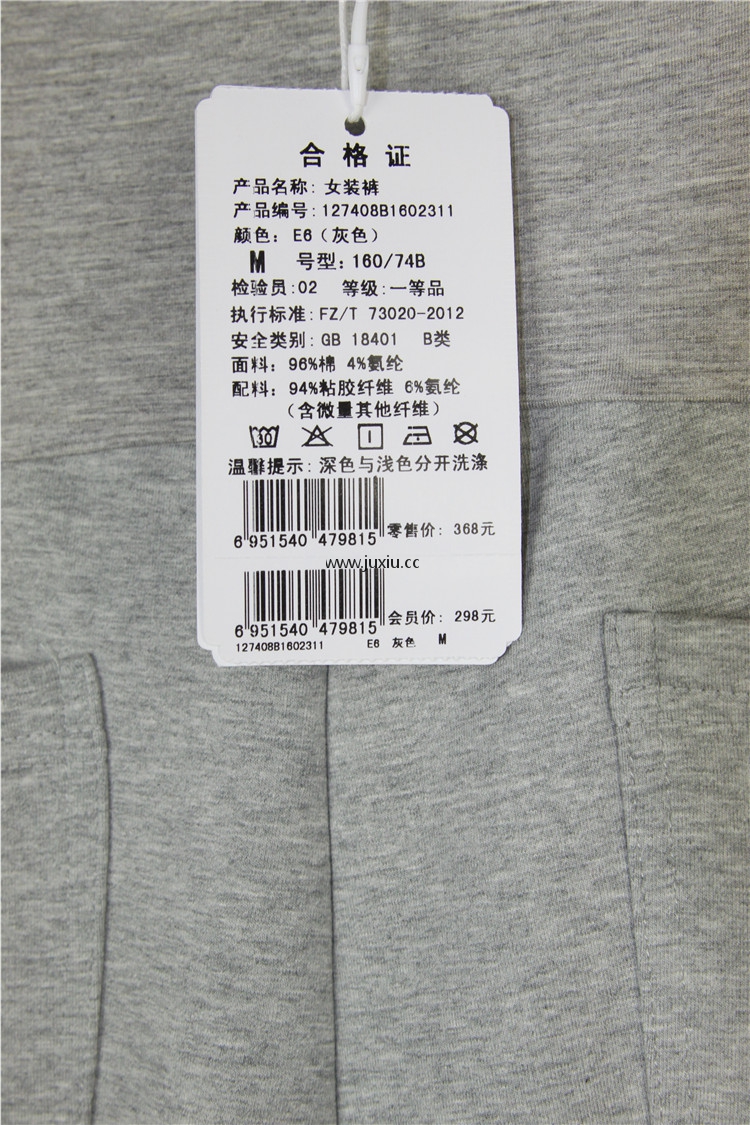 合格证
产品名称: 女装裤
产品编号: 127408B1602311
颜色: E6 (灰色)
M 号型: 160/74B
检验员:02 等级:一等品
执行标准: FZ/T 73020-2012
安全类别: GB 18401 B类
面料: 96%棉 4%氨纶
配料: 94%粘胶纤维 6%氨纶
(含微量其他纤维)
30
温馨提示: 深色与浅色分开洗涤
6 951540 479815 零售价: 368元
www.juxiu.cc
6 951540 479815 会员价: 298元
127408B1602311 E6 灰色 M